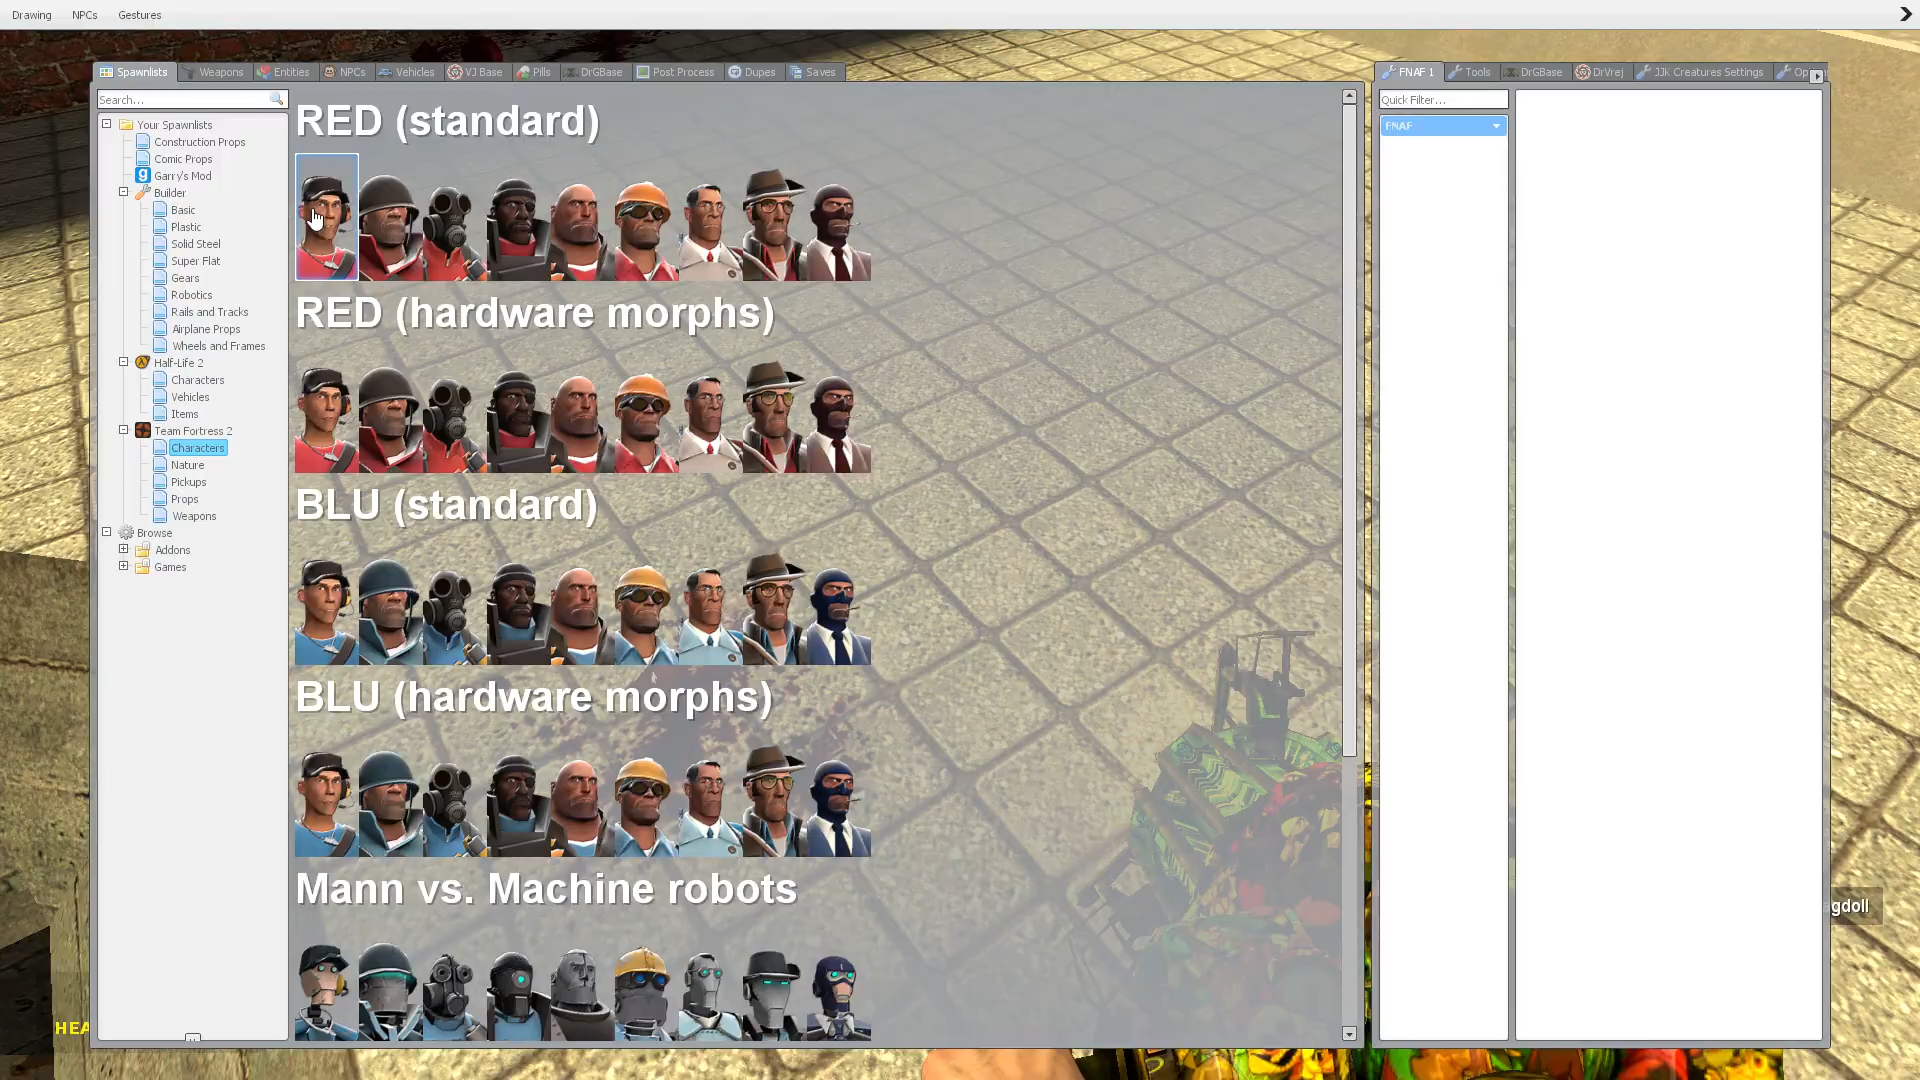 Drawing NPCs Gestures
Spawnlists Weapons Entities NPCs Vehicles VJ Base Pills DrGBase Post Process Dupes Saves
FNAF 1 Tools DrGBase DrVrej JJK Creatures Settings
Search...
Quick Filter...
FNAF
Your Spawnlists
Construction Props
Comic Props
Garry's Mod
Builder
Basic
Plastic
Solid Steel
Super Flat
Gears
Robotics
Rails and Tracks
Airplane Props
Wheels and Frames
Half-Life 2
Characters
Vehicles
Items
Team Fortress 2
Characters
Nature
Pickups
Props
Weapons
Browse
Addons
Games
RED (standard)
RED (hardware morphs)
BLU (standard)
BLU (hardware morphs)
Mann vs. Machine robots
gdoll
HEA